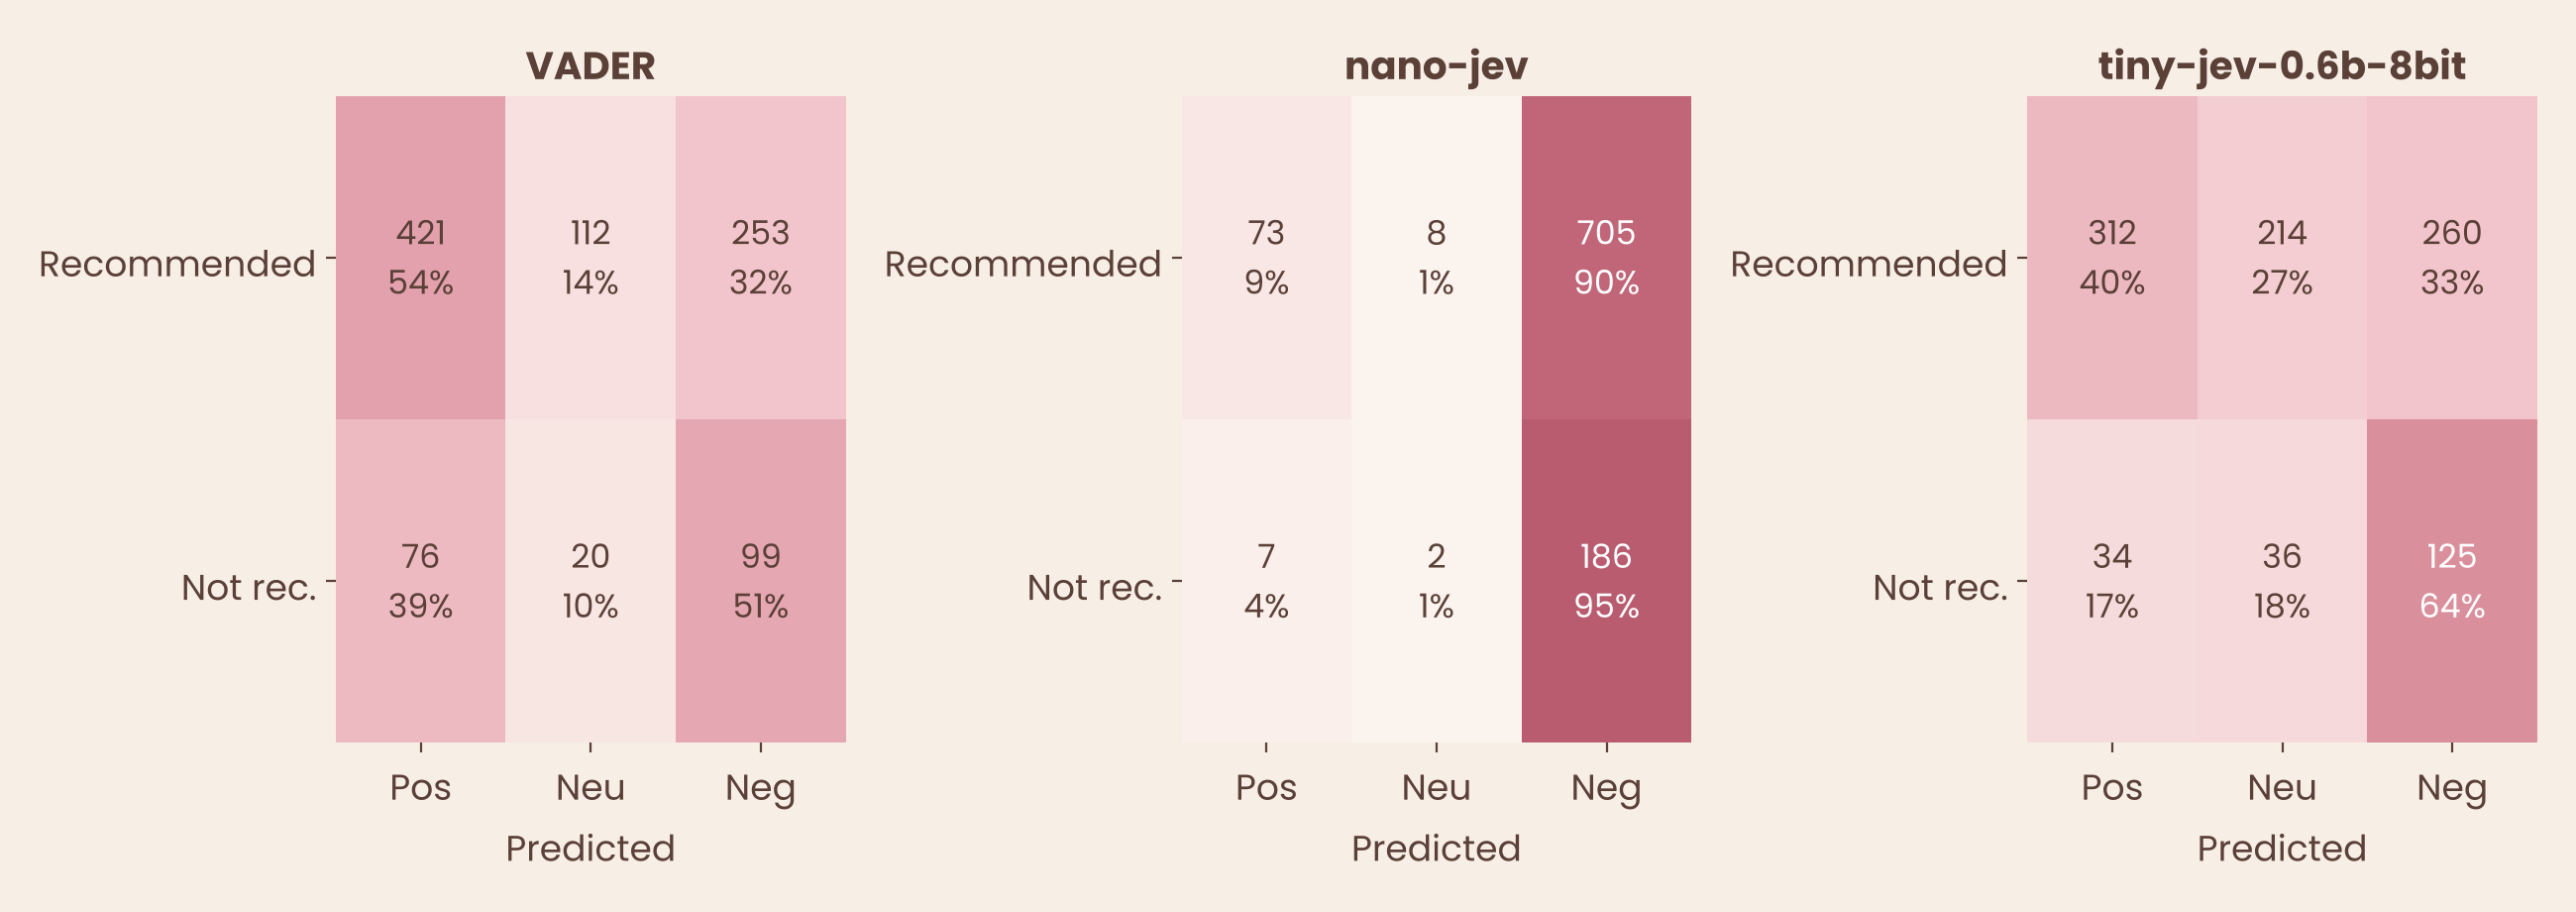 VADER
421 112 253
Recommended
54% 14% 32%
76 20 99
Not rec.
39% 10% 51%
Pos Neu Neg
Predicted
nano-jev
73 8 705
Recommended
9% 1% 90%
7 2 186
Not rec.
4% 1% 95%
Pos Neu Neg
Predicted
tiny-jev-0.6b-8bit
312 214 260
Recommended
40% 27% 33%
34 36 125
Not rec.
17% 18% 64%
Pos Neu Neg
Predicted